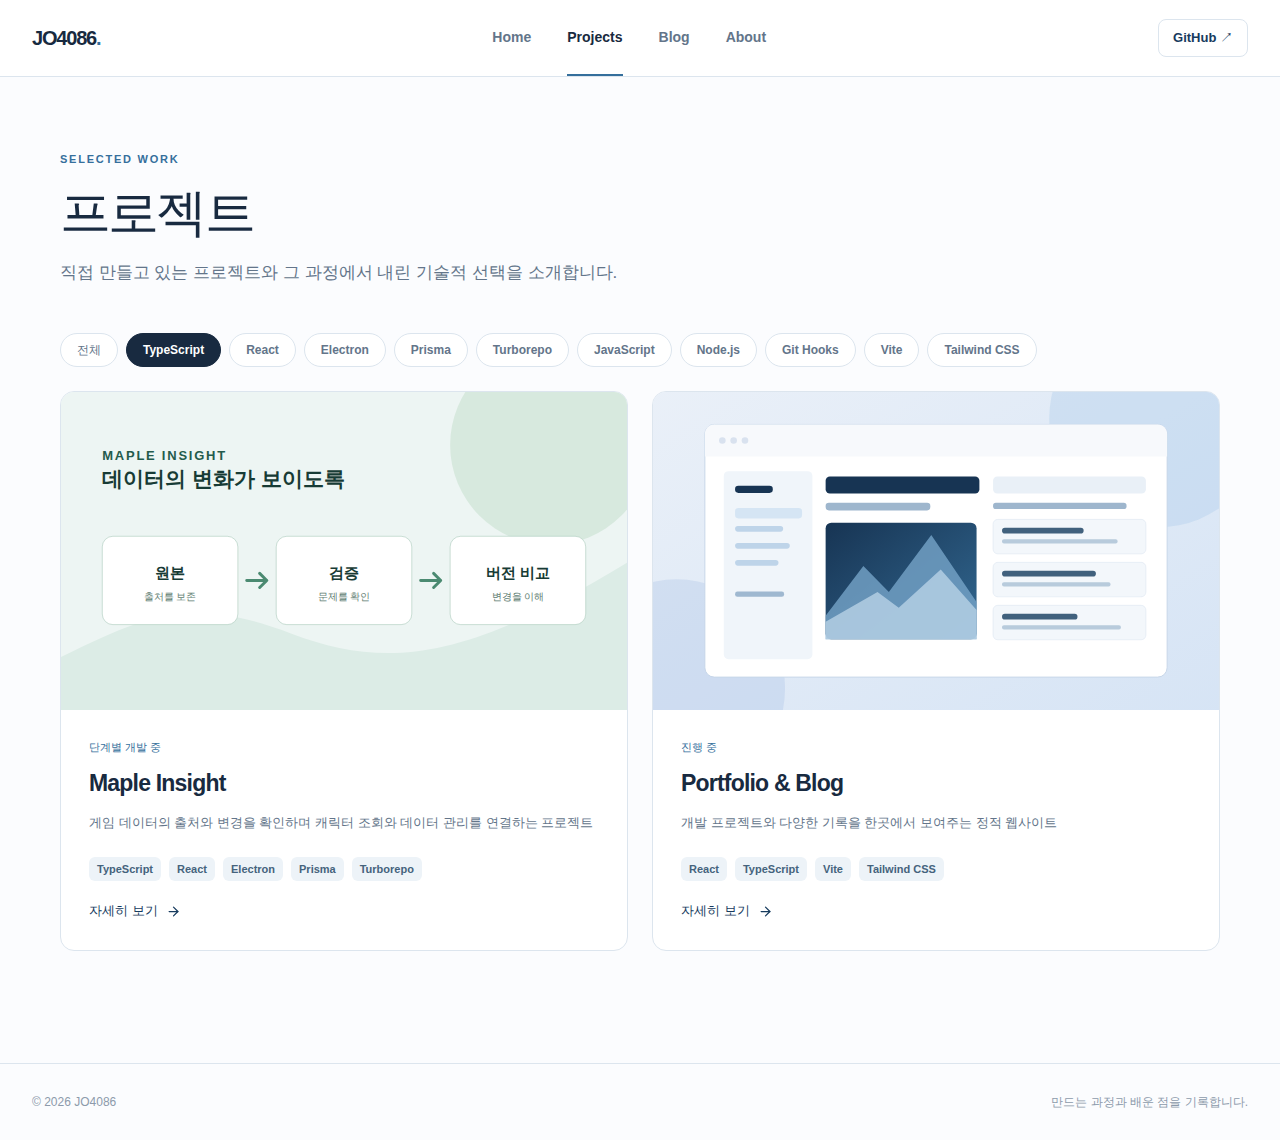 JO4086.
Home
Projects
Blog
About
GitHub ↗
SELECTED WORK
프로젝트
직접 만들고 있는 프로젝트와 그 과정에서 내린 기술적 선택을 소개합니다.
전체
TypeScript
React
Electron
Prisma
Turborepo
JavaScript
Node.js
Git Hooks
Vite
Tailwind CSS
MAPLE INSIGHT
데이터의 변화가 보이도록
원본
출처를 보존
검증
문제를 확인
버전 비교
변경을 이해
단계별 개발 중
Maple Insight
게임 데이터의 출처와 변경을 확인하며 캐릭터 조회와 데이터 관리를 연결하는 프로젝트
TypeScript
React
Electron
Prisma
Turborepo
자세히 보기 →
진행 중
Portfolio & Blog
개발 프로젝트와 다양한 기록을 한곳에서 보여주는 정적 웹사이트
React
TypeScript
Vite
Tailwind CSS
자세히 보기 →
© 2026 JO4086
만드는 과정과 배운 점을 기록합니다.